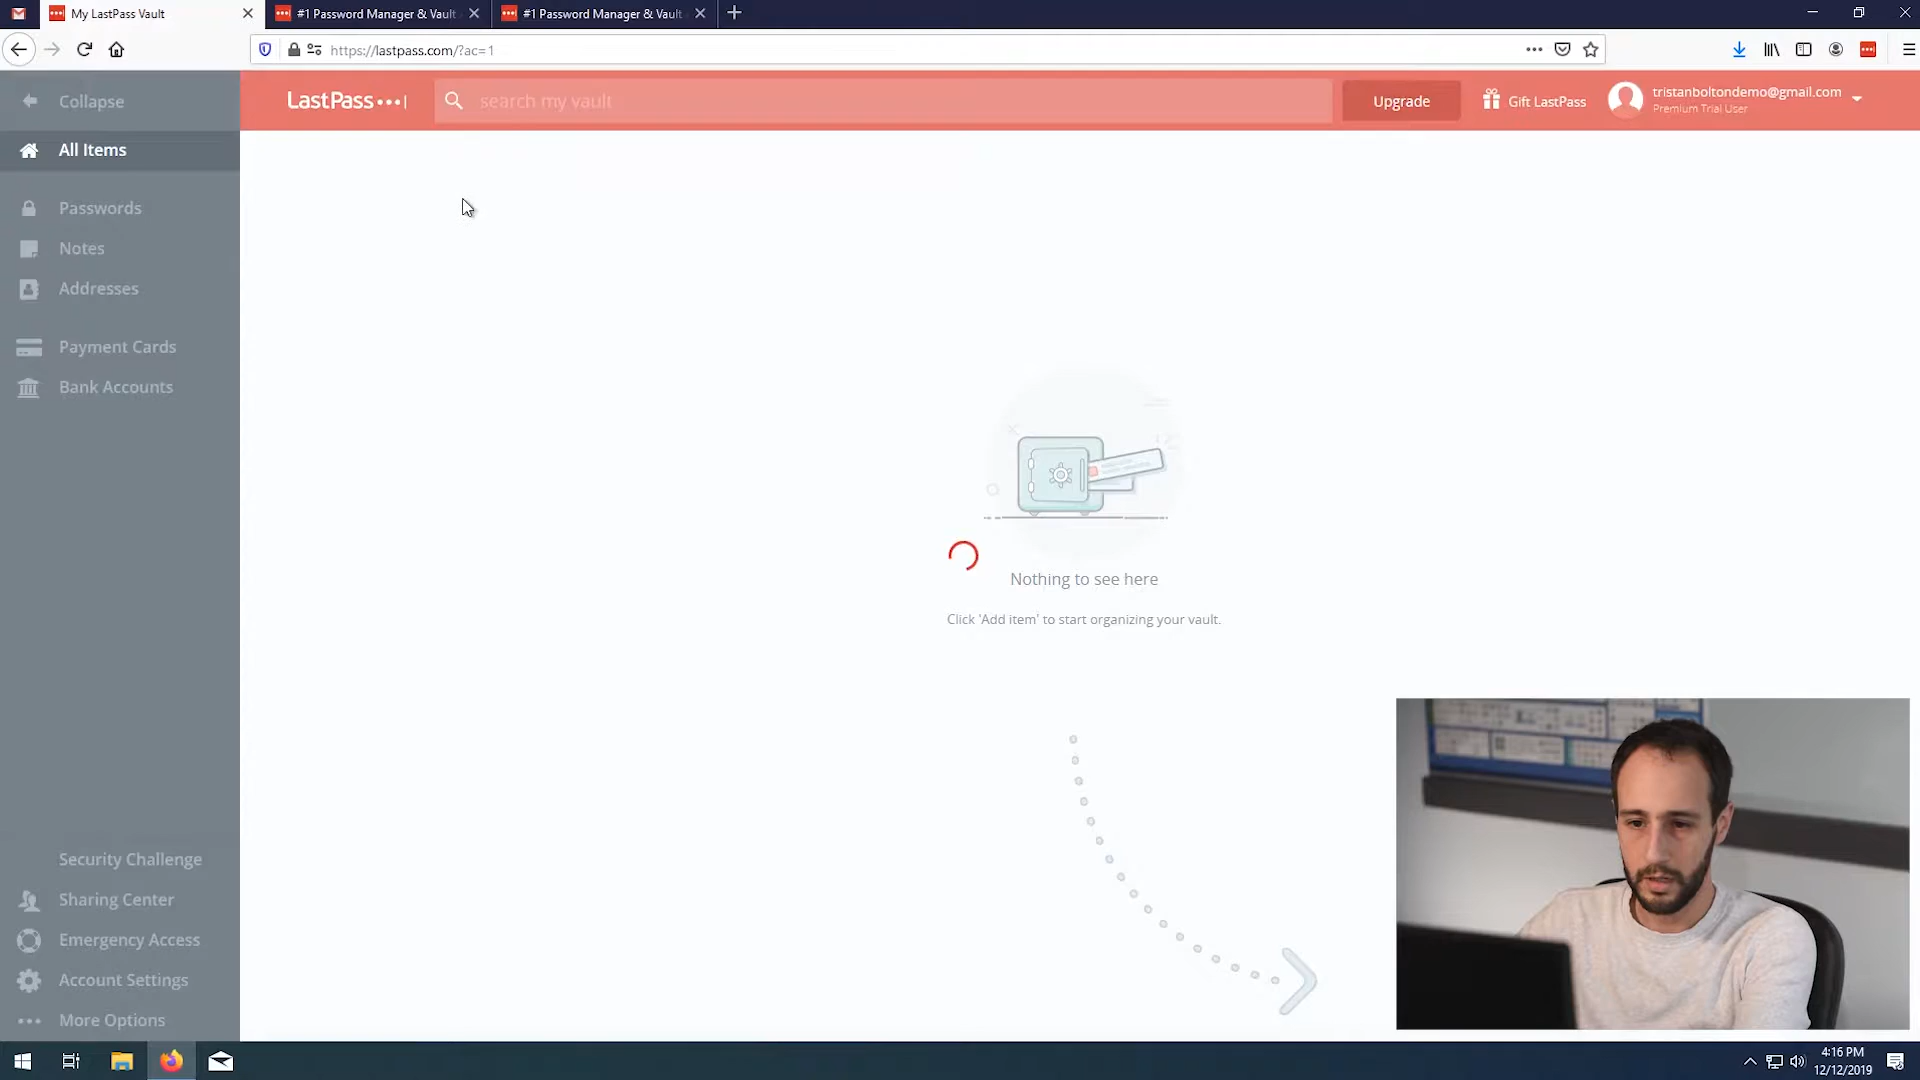 My LastPass Vault
#1 Password Manager & Vault
#1 Password Manager & Vault
https://lastpass.com/?ac=1
Collapse
LastPass
search my vault
Upgrade
Gift LastPass
tristanboltondemo@gmail.com
Premium Trial User
All Items
Passwords
Notes
Addresses
Payment Cards
Bank Accounts
Nothing to see here
Click 'Add item' to start organizing your vault.
Security Challenge
Sharing Center
Emergency Access
Account Settings
More Options
4:16 PM
12/12/2019